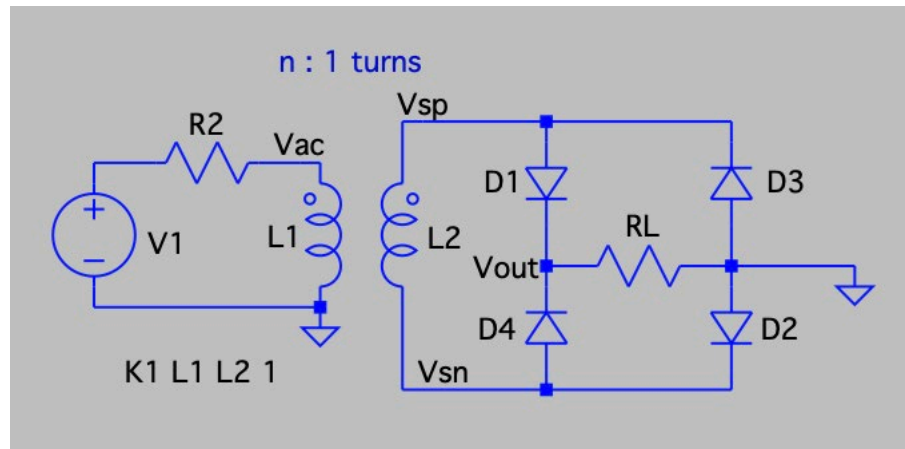 n : 1 turns
Vsp
R2
Vac
D1
D3
V1
L1
L2
RL
Vout
D4
D2
K1 L1 L2 1
Vsn